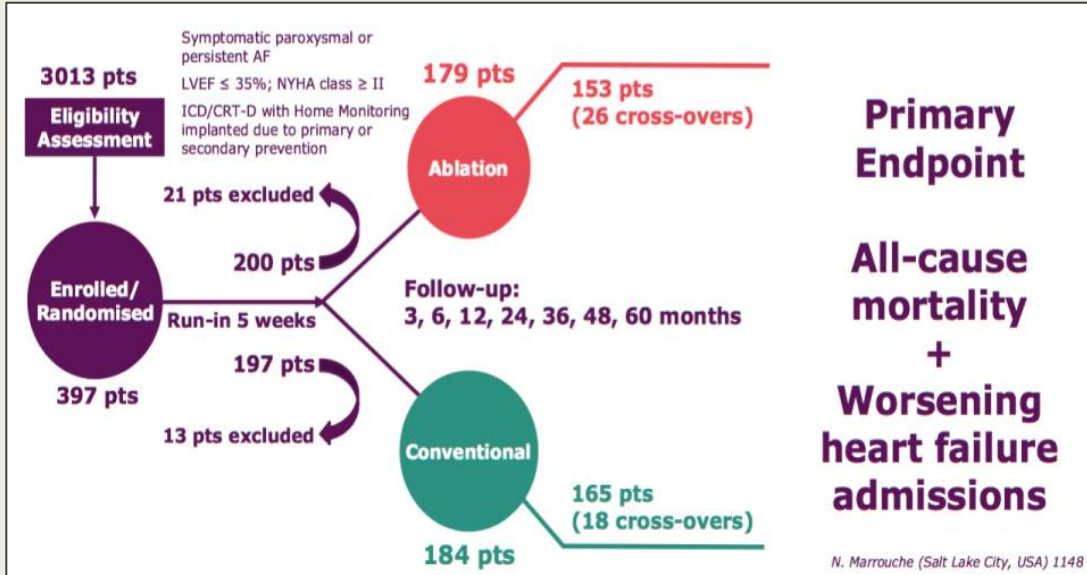 3013 pts
Eligibility
Assessment
Symptomatic paroxysmal or
persistent AF
LVEF ≤ 35%; NYHA class ≥ II
ICD/CRT-D with Home Monitoring
implanted due to primary or
secondary prevention
21 pts excluded
200 pts
Enrolled/
Randomised
397 pts
Run-in 5 weeks
197 pts
13 pts excluded
179 pts
Ablation
153 pts
(26 cross-overs)
Follow-up:
3, 6, 12, 24, 36, 48, 60 months
Conventional
184 pts
165 pts
(18 cross-overs)
Primary
Endpoint
All-cause
mortality
+
Worsening
heart failure
admissions
N. Marrouche (Salt Lake City, USA) 1148